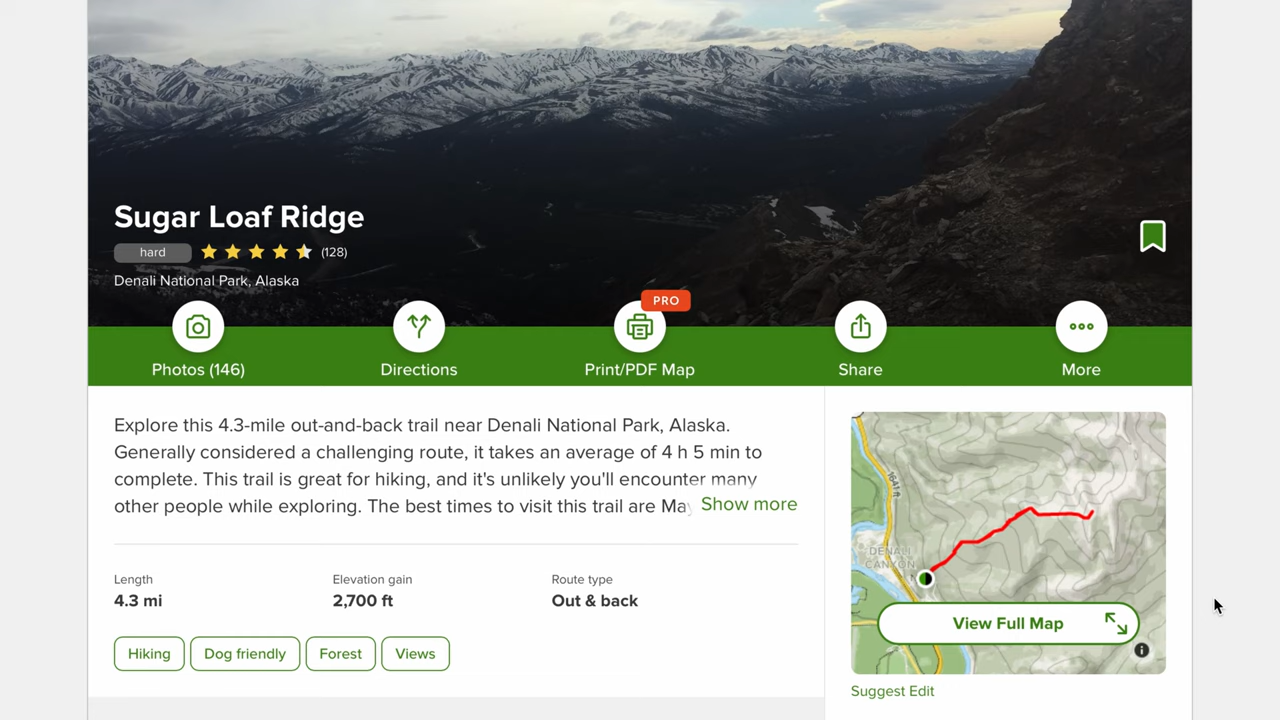 Sugar Loaf Ridge
hard (128)
Denali National Park, Alaska
PRO
Photos (146)
Directions
Print/PDF Map
Share
More
Explore this 4.3-mile out-and-back trail near Denali National Park, Alaska.
Generally considered a challenging route, it takes an average of 4 h 5 min to
complete. This trail is great for hiking, and it's unlikely you'll encounter many
other people while exploring. The best times to visit this trail are May Show more
Length
4.3 mi
Elevation gain
2,700 ft
Route type
Out & back
Hiking
Dog friendly
Forest
Views
1641 ft
DENALI
CANYON
View Full Map
Suggest Edit